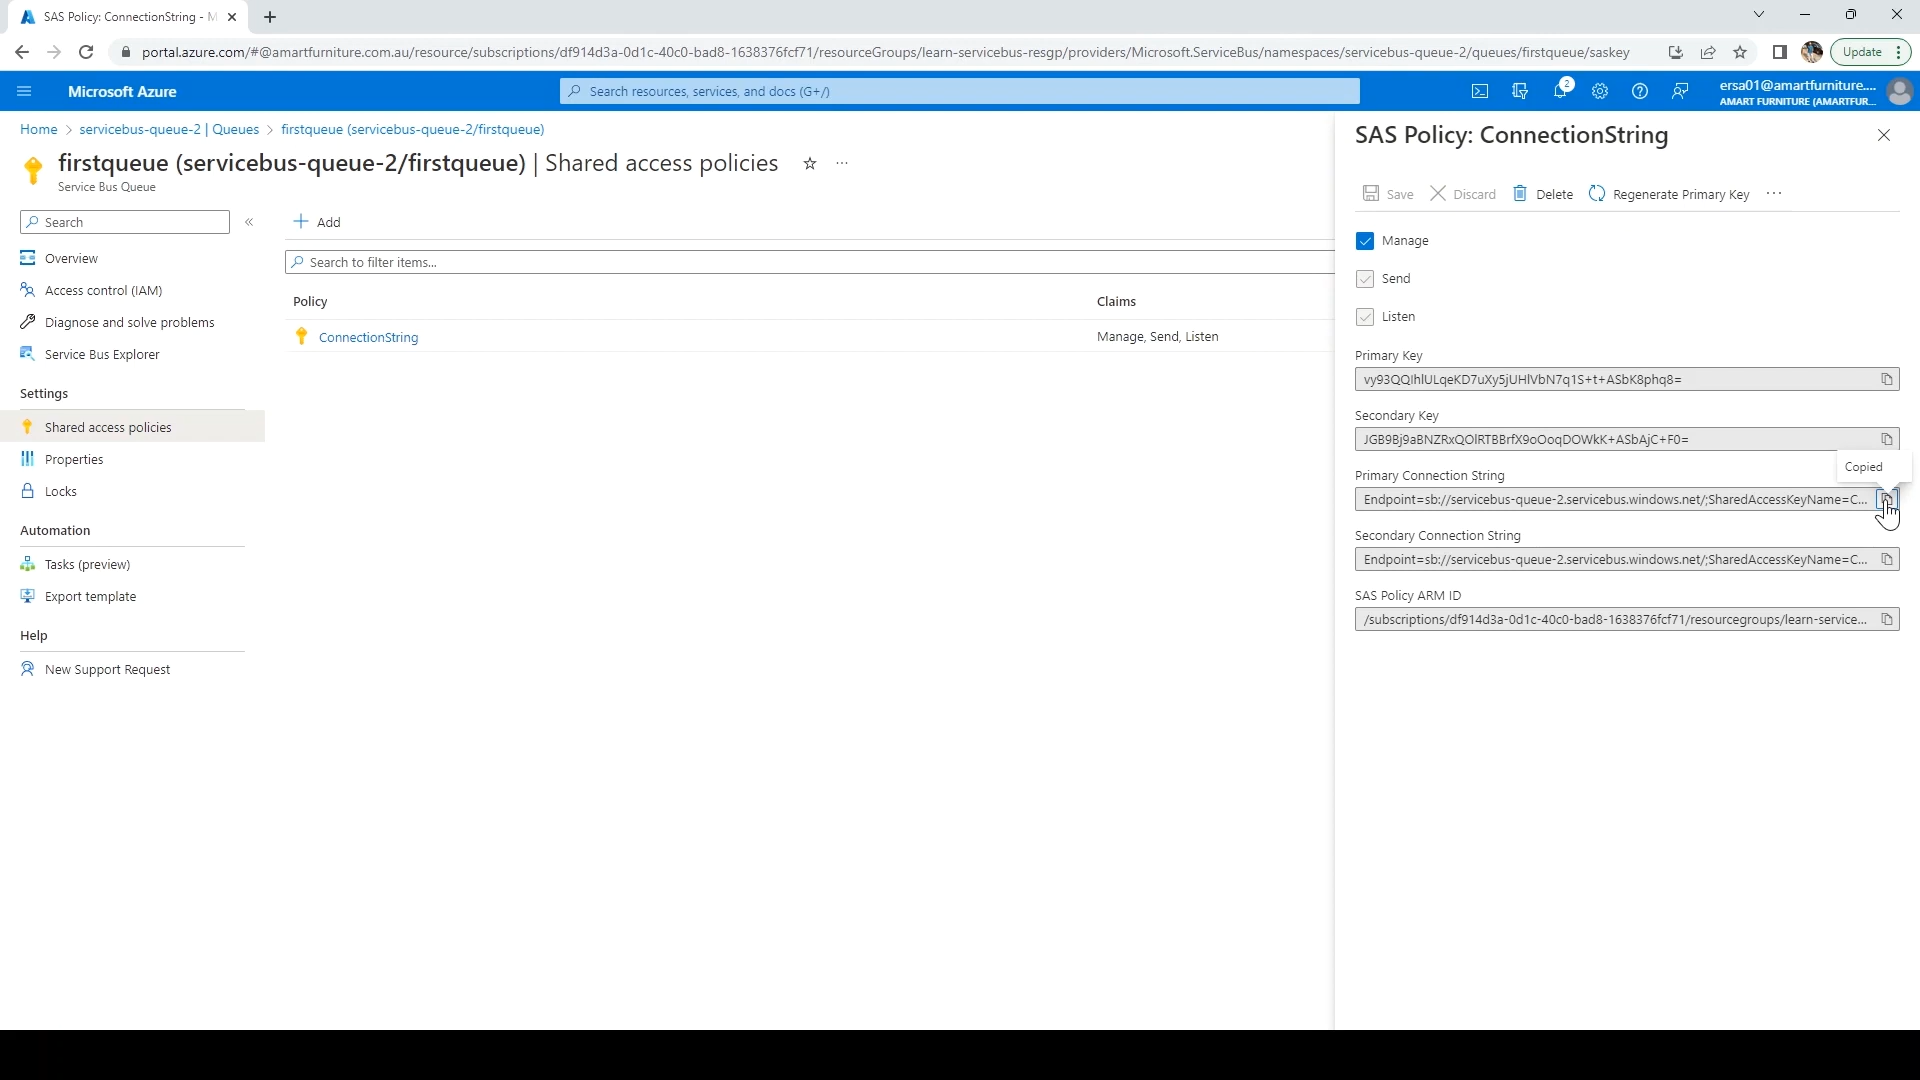 SAS Policy: ConnectionString - M
portal.azure.com/#@amartfurniture.com.au/resource/subscriptions/df914d3a-0d1c-40c0-bad8-1638376fcf71/resourceGroups/learn-servicebus-resgp/providers/Microsoft.ServiceBus/namespaces/servicebus-queue-2/queues/firstqueue/saskey
Update
Microsoft Azure
Search resources, services, and docs (G+/)
2
ersa01@amartfurniture....
AMART FURNITURE (AMARTFUR...
Home > servicebus-queue-2 | Queues > firstqueue (servicebus-queue-2/firstqueue)
firstqueue (servicebus-queue-2/firstqueue) | Shared access policies
Service Bus Queue
Search
Overview
Access control (IAM)
Diagnose and solve problems
Service Bus Explorer
Settings
Shared access policies
Properties
Locks
Automation
Tasks (preview)
Export template
Help
New Support Request
Add
Search to filter items...
Policy Claims
ConnectionString Manage, Send, Listen
SAS Policy: ConnectionString
Save Discard Delete Regenerate Primary Key
Manage
Send
Listen
Primary Key
vy93QQIhlULqeKD7uXy5jUHlVbN7q1S+t+ASbK8phq8=
Secondary Key
JGB9Bj9aBNZRxQOlRTBBrfX9oOoqDOWkK+ASbAjC+F0=
Copied
Primary Connection String
Endpoint=sb://servicebus-queue-2.servicebus.windows.net/;SharedAccessKeyName=C...
Secondary Connection String
Endpoint=sb://servicebus-queue-2.servicebus.windows.net/;SharedAccessKeyName=C...
SAS Policy ARM ID
/subscriptions/df914d3a-0d1c-40c0-bad8-1638376fcf71/resourcegroups/learn-service...